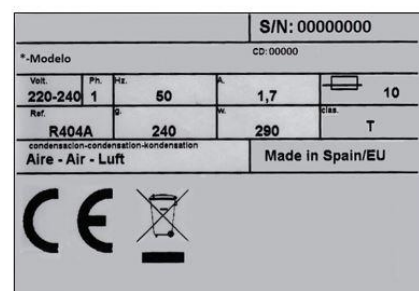 S/N: 00000000
*-Modelo
CD: 00000
Volt. Ph. Hz. A.
220-240 1 50 1,7 10
Ref. g. w. clas.
R404A 240 290 T
condensacion-condensation-kondensation
Aire - Air - Luft Made in Spain/EU
CE